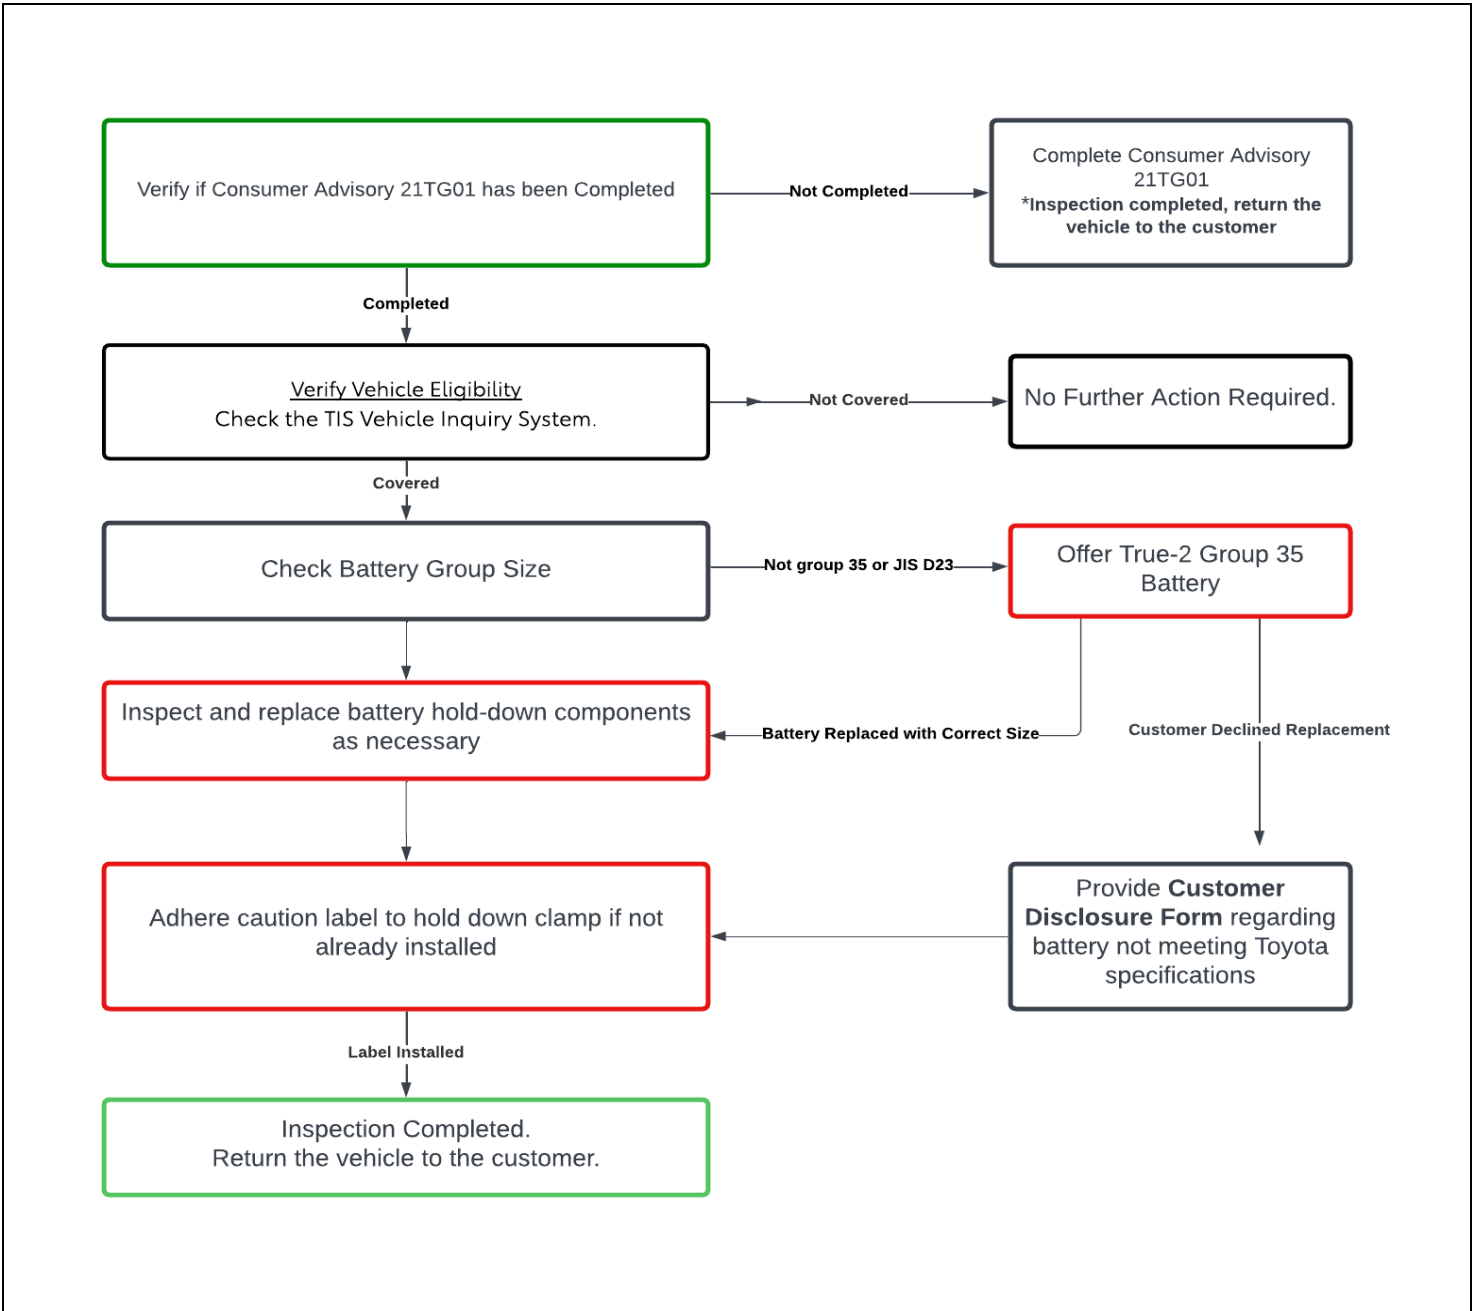 Verify if Consumer Advisory 21TG01 has been Completed
Not Completed
Complete Consumer Advisory
21TG01
*Inspection completed, return the
vehicle to the customer
Completed
Verify Vehicle Eligibility
Check the TIS Vehicle Inquiry System.
Not Covered
No Further Action Required.
Covered
Check Battery Group Size
Not group 35 or JIS D23
Offer True-2 Group 35
Battery
Inspect and replace battery hold-down components
as necessary
Battery Replaced with Correct Size
Customer Declined Replacement
Adhere caution label to hold down clamp if not
already installed
Provide Customer
Disclosure Form regarding
battery not meeting Toyota
specifications
Label Installed
Inspection Completed.
Return the vehicle to the customer.